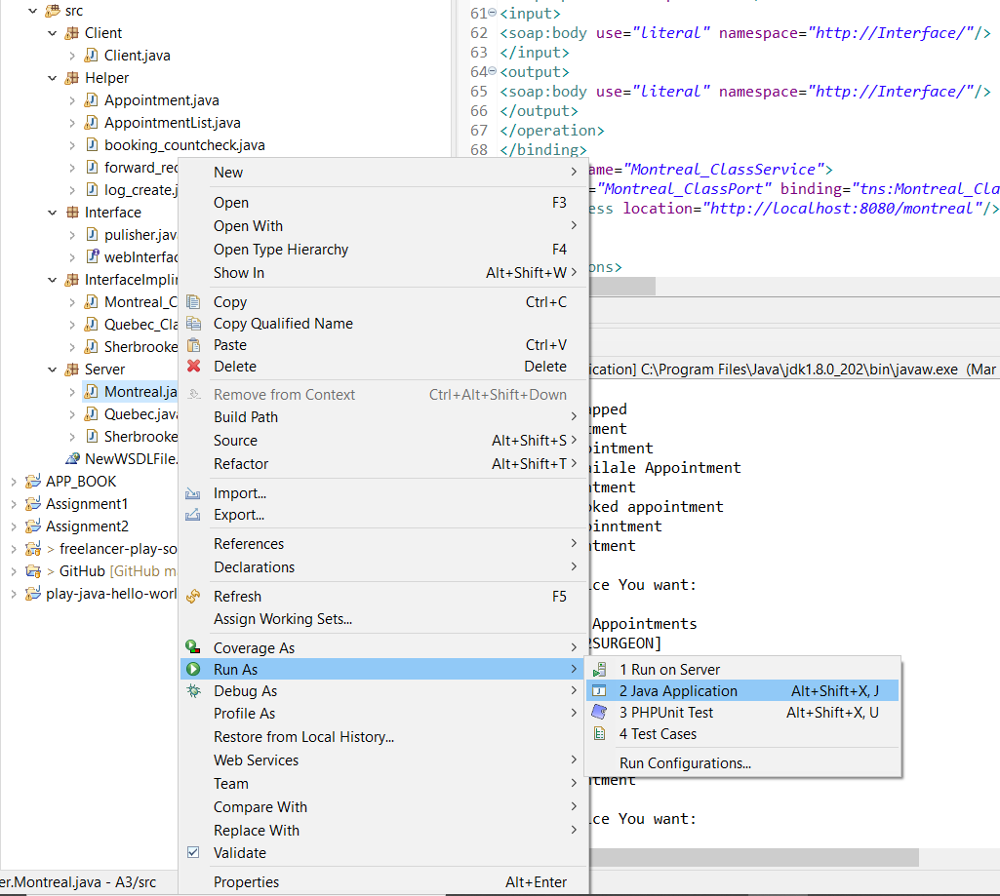 src
Client
Client.java
Helper
Appointment.java
AppointmentList.java
booking_countcheck.java
forward_rec
log_create.j
Interface
pulisher.jav
webInterfac
InterfaceImplin
Montreal_C
Quebec_Cla
Sherbrooke
Server
Montreal.ja
Quebec.java
Sherbrooke
NewWSDLFile.
APP_BOOK
Assignment1
Assignment2
> freelancer-play-so
> GitHub [GitHub m
play-java-hello-worl
er.Montreal.java - A3/src
61 <input>
62 <soap:body use="literal" namespace="http://Interface/"/>
63 </input>
64 <output>
65 <soap:body use="literal" namespace="http://Interface/"/>
66 </output>
67 </operation>
68 </binding>
ame="Montreal_ClassService">
="Montreal_ClassPort" binding="tns:Montreal_Cla
ess location="http://localhost:8080/montreal"/>
ons>
New
Open F3
Open With
Open Type Hierarchy F4
Show In Alt+Shift+W
Copy Ctrl+C
Copy Qualified Name
Paste Ctrl+V
Delete Delete
Remove from Context Ctrl+Alt+Shift+Down
Build Path
Source Alt+Shift+S
Refactor Alt+Shift+T
Import...
Export...
References
Declarations
Refresh F5
Assign Working Sets...
Coverage As
Run As
Debug As
Profile As
Restore from Local History...
Web Services
Team
Compare With
Replace With
Validate
Properties Alt+Enter
1 Run on Server
2 Java Application Alt+Shift+X, J
3 PHPUnit Test Alt+Shift+X, U
4 Test Cases
Run Configurations...
ication] C:\Program Files\Java\jdk1.8.0_202\bin\javaw.exe (Mar
pped
tment
ointment
ilale Appointment
ntment
oked appointment
oinntment
ntment
ice You want:
Appointments
2SURGEON]
ntment
ice You want: